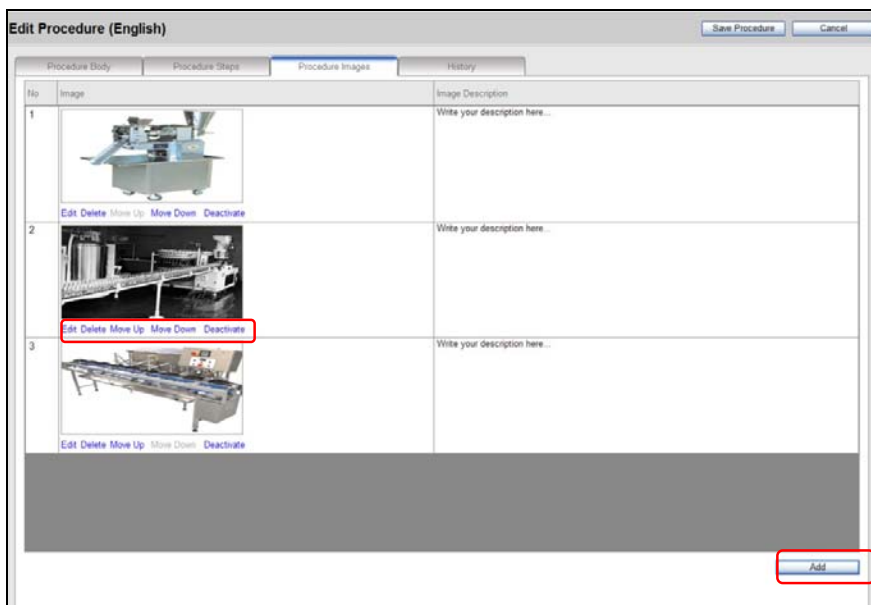 Edit Procedure (English)
Save Procedure
Cancel
Procedure Body
Procedure Steps
Procedure Images
History
No
Image
Image Description
1
Write your description here...
Edit Delete Move Up Move Down Deactivate
2
Write your description here...
Edit Delete Move Up Move Down Deactivate
3
Write your description here...
Edit Delete Move Up Move Down Deactivate
Add